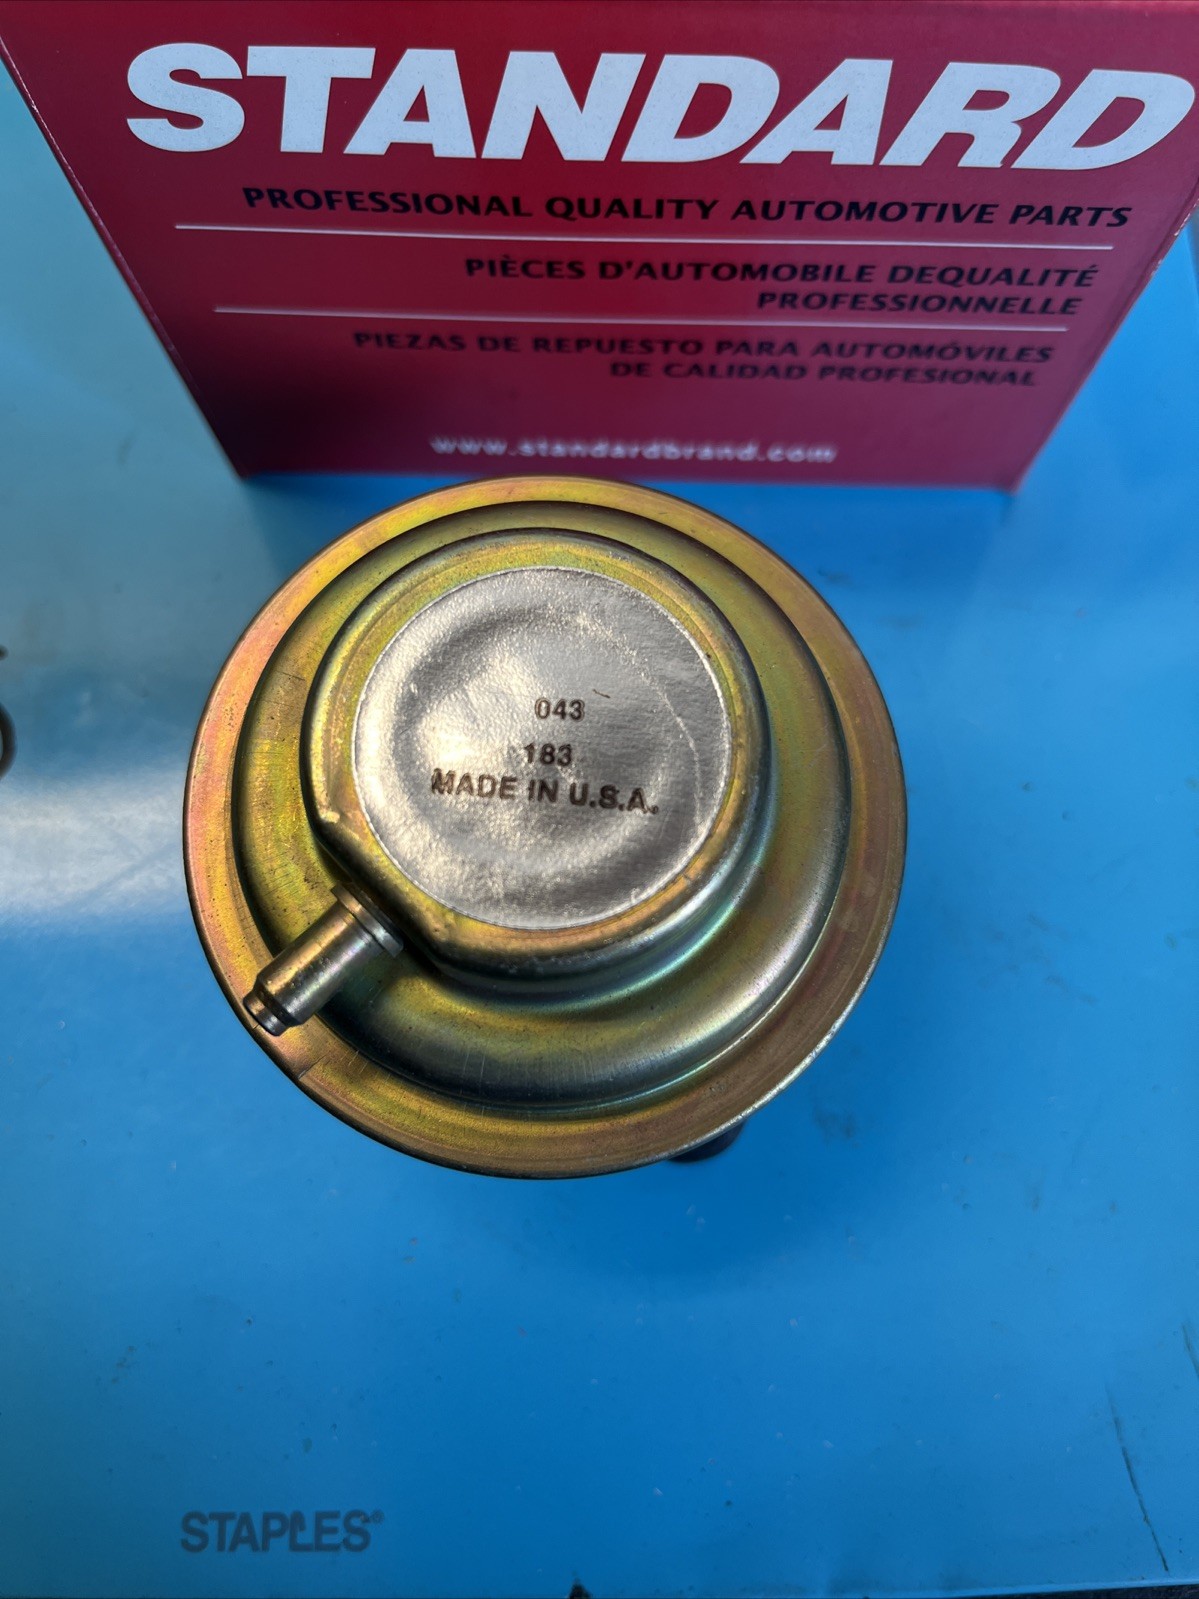 STANDARD
PROFESSIONAL QUALITY AUTOMOTIVE PARTS
PIÈCES D'AUTOMOBILE DEQUALITÉ
PROFESSIONNELLE
PIEZAS DE REPUESTO PARA AUTOMÓVILES
DE CALIDAD PROFESIONAL
www.standardbrand.com
043
183
MADE IN U.S.A.
STAPLES®